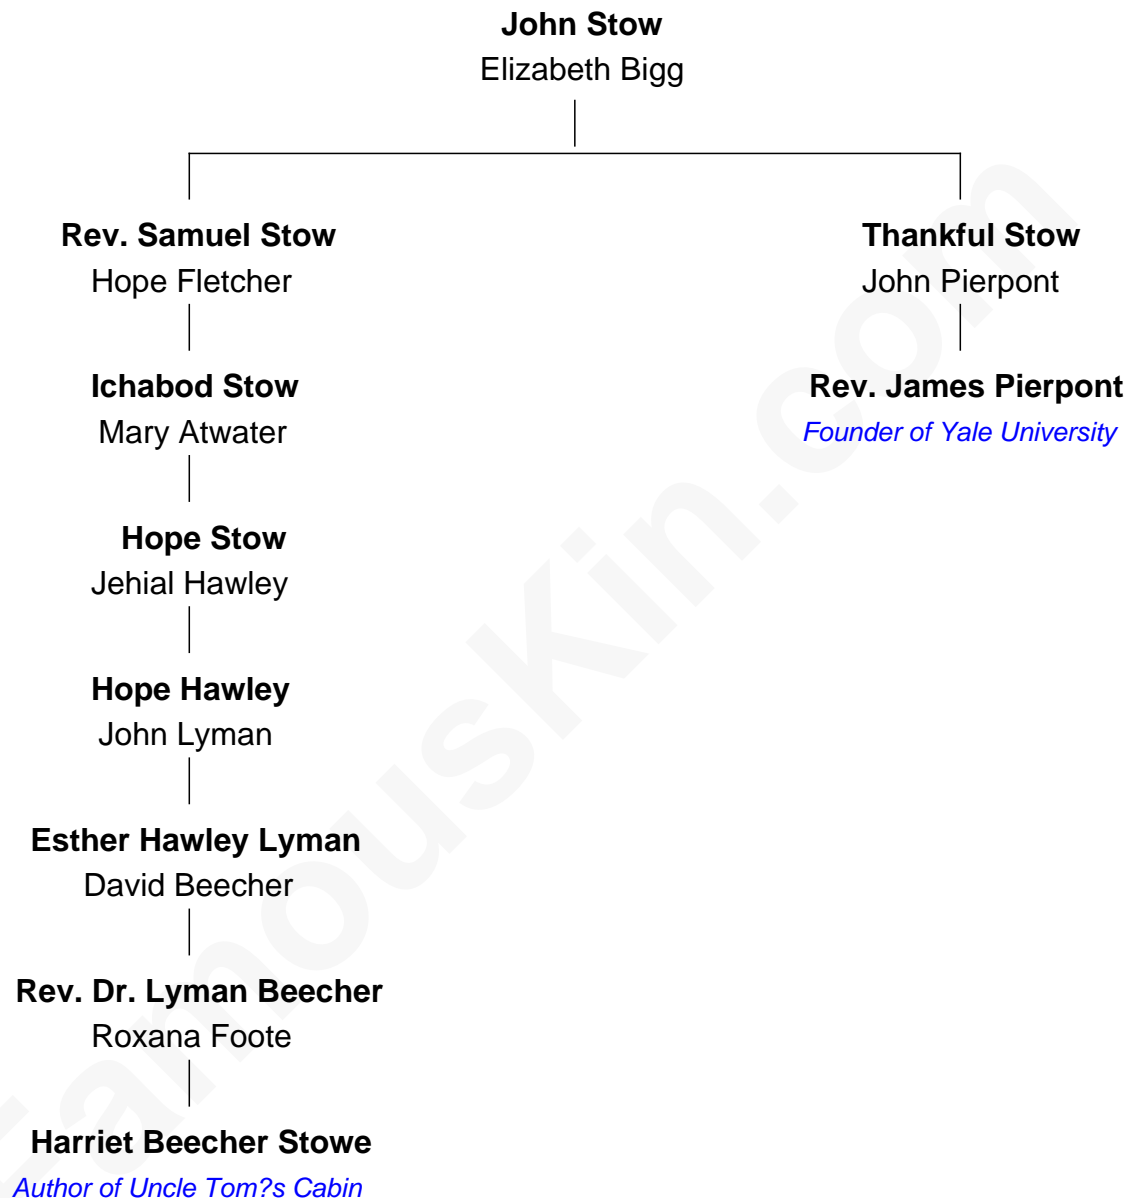 John Stow
Elizabeth Bigg
Rev. Samuel Stow
Hope Fletcher
Thankful Stow
John Pierpont
Ichabod Stow
Mary Atwater
Rev. James Pierpont
Founder of Yale University
Hope Stow
Jehial Hawley
Hope Hawley
John Lyman
Esther Hawley Lyman
David Beecher
Rev. Dr. Lyman Beecher
Roxana Foote
Harriet Beecher Stowe
Author of Uncle Tom?s Cabin
FamousKin.com